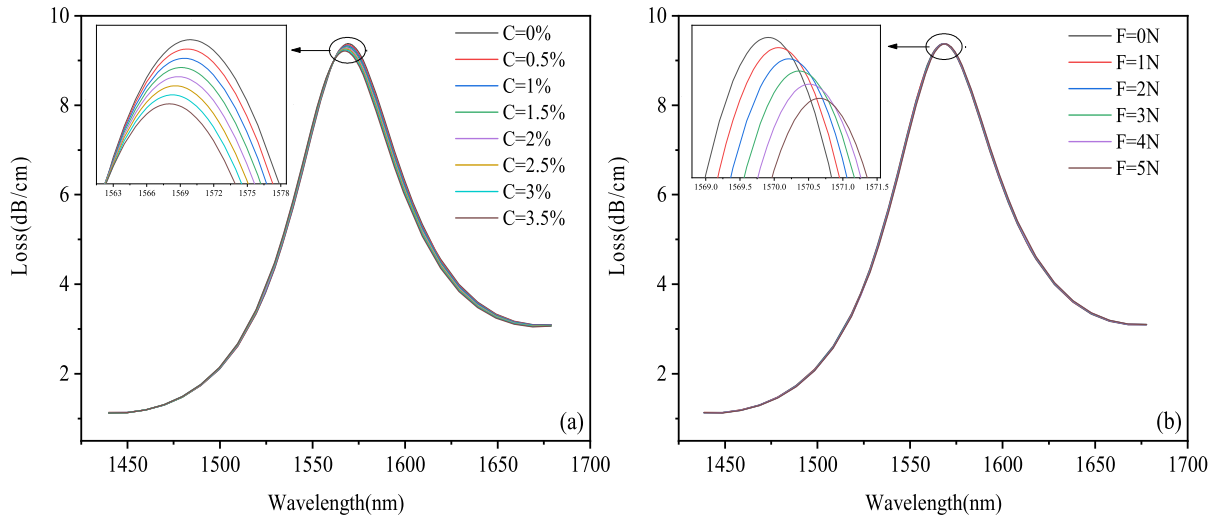 10
8
6
4
2
Loss(dB/cm)
1450
1500
1550
1600
1650
1700
Wavelength(nm)
1563
1566
1569
1572
1575
1578
C=0%
C=0.5%
C=1%
C=1.5%
C=2%
C=2.5%
C=3%
C=3.5%
(a)
10
8
6
4
2
Loss(dB/cm)
1450
1500
1550
1600
1650
1700
Wavelength(nm)
1569.0
1569.5
1570.0
1570.5
1571.0
1571.5
F=0N
F=1N
F=2N
F=3N
F=4N
F=5N
(b)